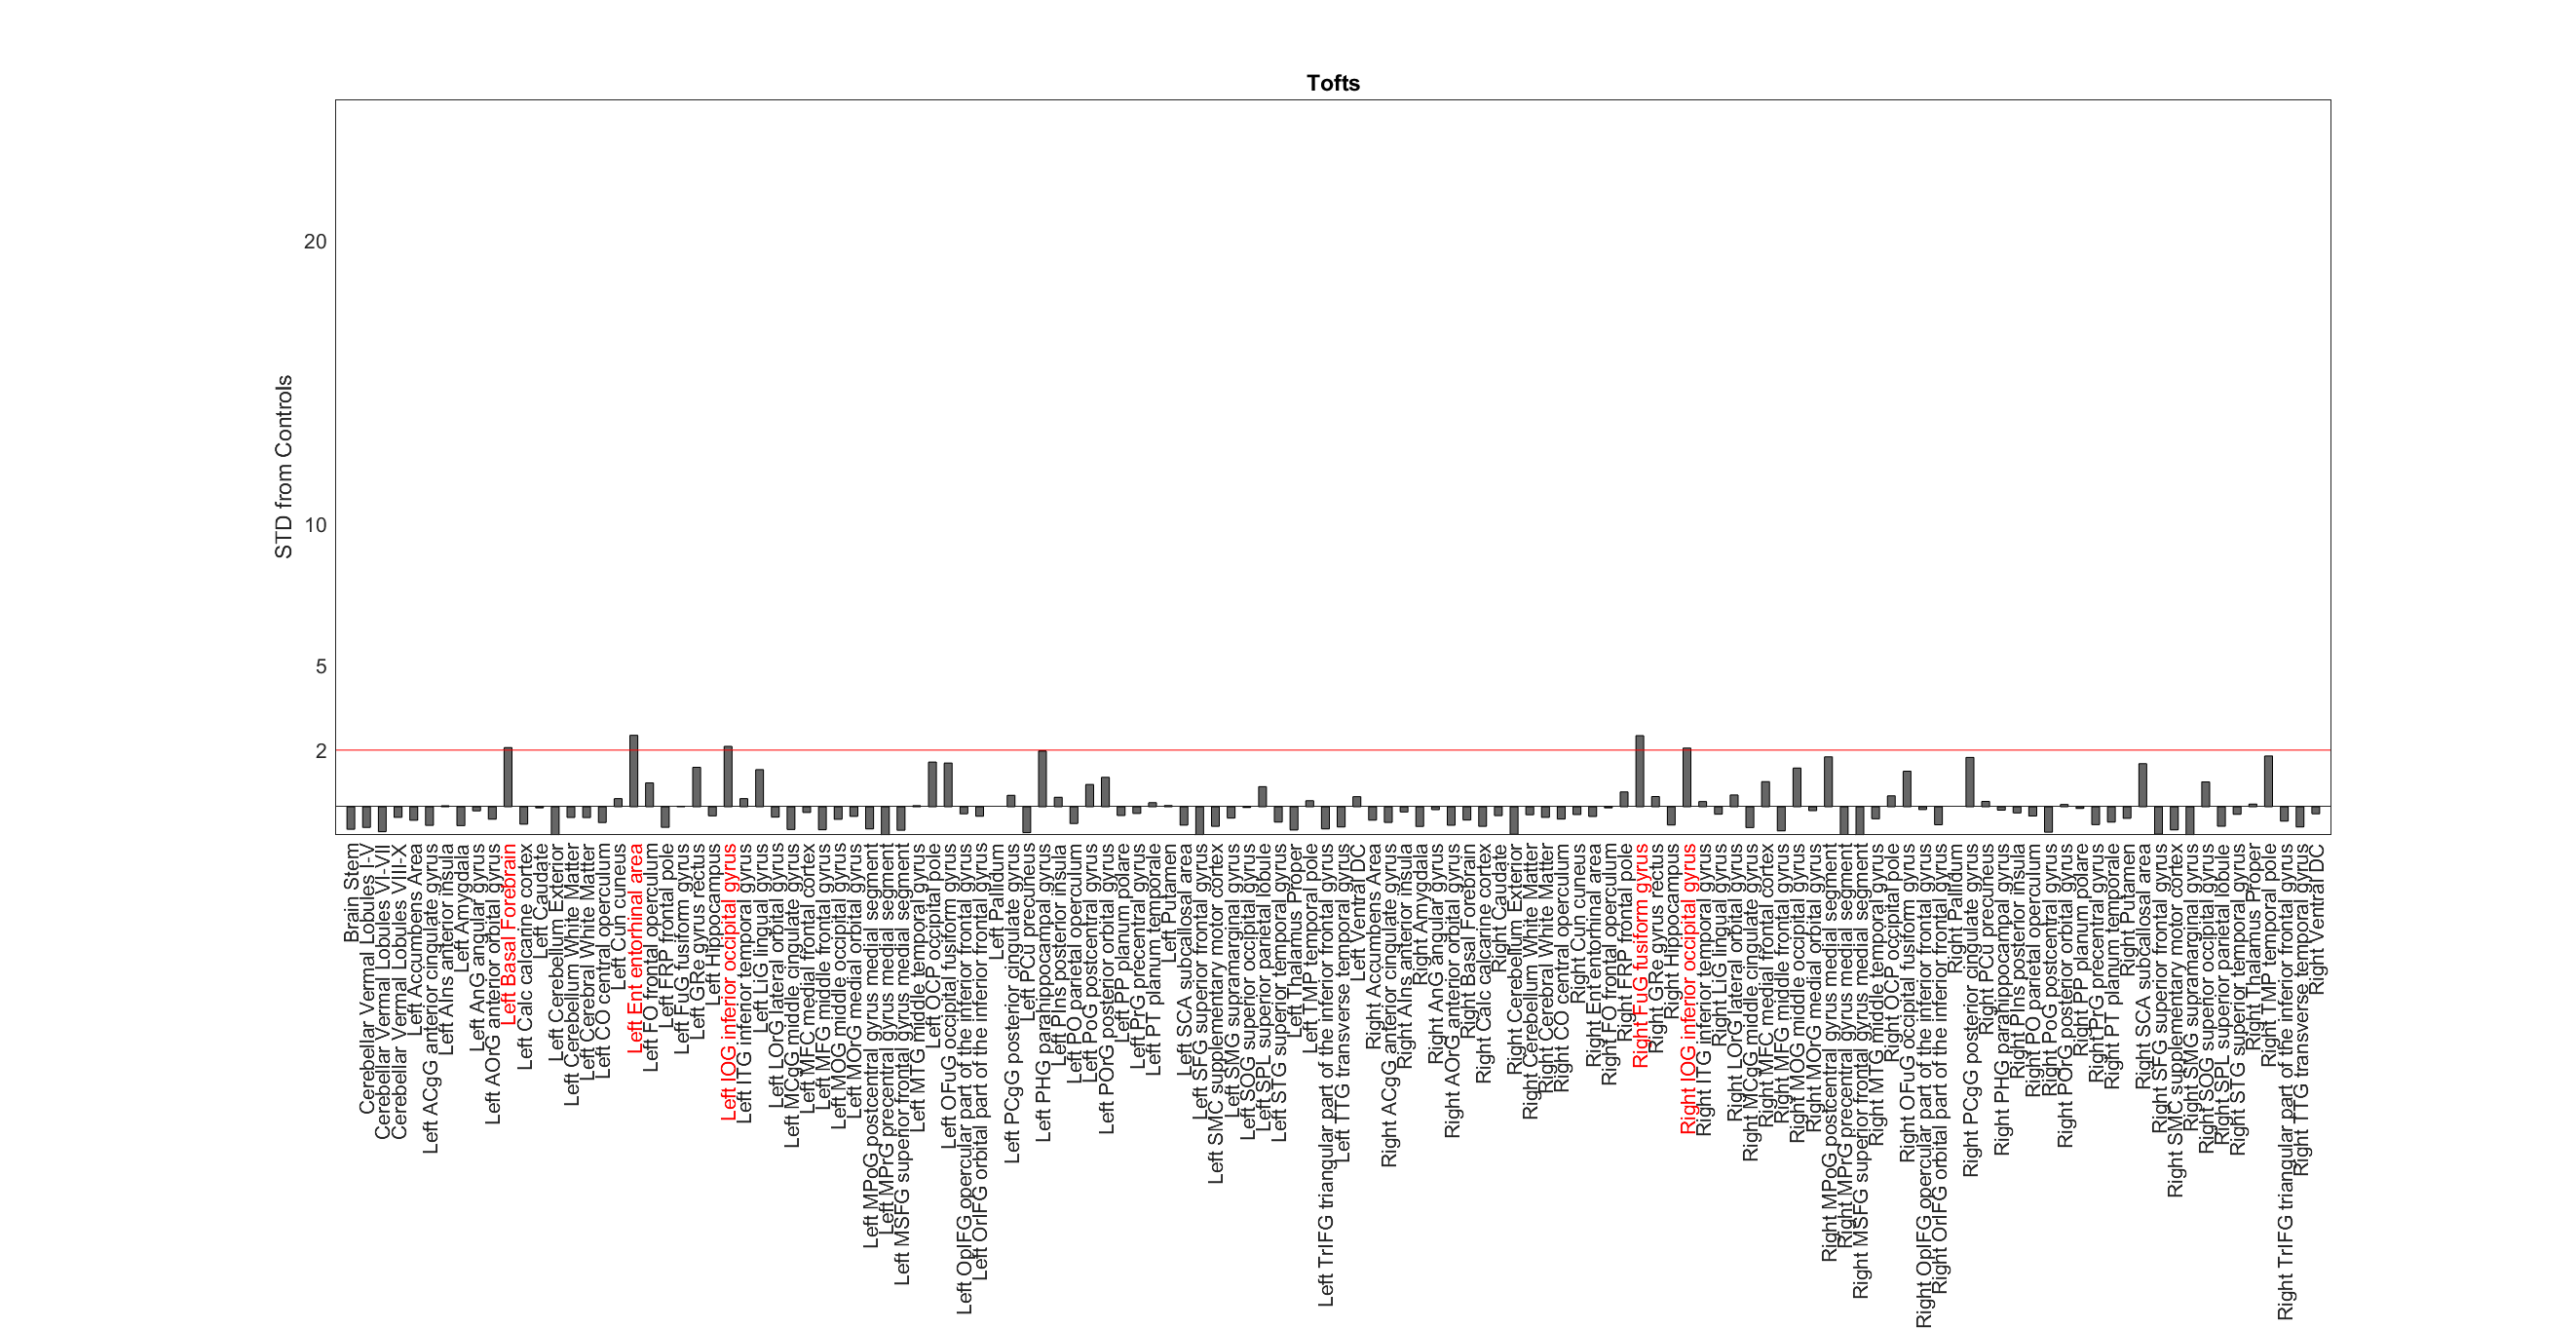 Tofts
STD from Controls
20
10
5
2
Brain Stem
Cerebellar Vermal Lobules I-V
Cerebellar Vermal Lobules VI-VII
Cerebellar Vermal Lobules VIII-X
Left Accumbens Area
Left ACgG anterior cingulate gyrus
Left AIns anterior insula
Left Amygdala
Left AnG angular gyrus
Left AOrG anterior orbital gyrus
Left Basal Forebrain
Left Calc calcarine cortex
Left Caudate
Left Cerebellum Exterior
Left Cerebellum White Matter
Left Cerebral White Matter
Left CO central operculum
Left Cun cuneus
Left Ent entorhinal area
Left FO frontal operculum
Left FRP frontal pole
Left FuG fusiform gyrus
Left GRe gyrus rectus
Left Hippocampus
Left IOG inferior occipital gyrus
Left ITG inferior temporal gyrus
Left LiG lingual gyrus
Left LOrG lateral orbital gyrus
Left MCgG middle cingulate gyrus
Left MFC medial frontal cortex
Left MFG middle frontal gyrus
Left MOG middle occipital gyrus
Left MOrG medial orbital gyrus
Left MPoG postcentral gyrus medial segment
Left MPrG precentral gyrus medial segment
Left MSFG superior frontal gyrus medial segment
Left MTG middle temporal gyrus
Left OCP occipital pole
Left OFuG occipital fusiform gyrus
Left OpIFG opercular part of the inferior frontal gyrus
Left OrIFG orbital part of the inferior frontal gyrus
Left Pallidum
Left PCgG posterior cingulate gyrus
Left PCu precuneus
Left PHG parahippocampal gyrus
Left PIns posterior insula
Left PO parietal operculum
Left PoG postcentral gyrus
Left POrG posterior orbital gyrus
Left PP planum polare
Left PrG precentral gyrus
Left PT planum temporale
Left Putamen
Left SCA subcallosal area
Left SFG superior frontal gyrus
Left SMC supplementary motor cortex
Left SMG supramarginal gyrus
Left SOG superior occipital gyrus
Left SPL superior parietal lobule
Left STG superior temporal gyrus
Left Thalamus Proper
Left TMP temporal pole
Left TrIFG triangular part of the inferior frontal gyrus
Left TTG transverse temporal gyrus
Left Ventral DC
Right Accumbens Area
Right ACgG anterior cingulate gyrus
Right AIns anterior insula
Right Amygdala
Right AnG angular gyrus
Right AOrG anterior orbital gyrus
Right Basal Forebrain
Right Calc calcarine cortex
Right Caudate
Right Cerebellum Exterior
Right Cerebellum White Matter
Right Cerebral White Matter
Right CO central operculum
Right Cun cuneus
Right Ent entorhinal area
Right FO frontal operculum
Right FRP frontal pole
Right FuG fusiform gyrus
Right GRe gyrus rectus
Right Hippocampus
Right IOG inferior occipital gyrus
Right ITG inferior temporal gyrus
Right LiG lingual gyrus
Right LOrG lateral orbital gyrus
Right MCgG middle cingulate gyrus
Right MFC medial frontal cortex
Right MFG middle frontal gyrus
Right MOG middle occipital gyrus
Right MOrG medial orbital gyrus
Right MPoG postcentral gyrus medial segment
Right MPrG precentral gyrus medial segment
Right MSFG superior frontal gyrus medial segment
Right MTG middle temporal gyrus
Right OCP occipital pole
Right OFuG occipital fusiform gyrus
Right OpIFG opercular part of the inferior frontal gyrus
Right OrIFG orbital part of the inferior frontal gyrus
Right Pallidum
Right PCgG posterior cingulate gyrus
Right PCu precuneus
Right PHG parahippocampal gyrus
Right PIns posterior insula
Right PO parietal operculum
Right PoG postcentral gyrus
Right POrG posterior orbital gyrus
Right PP planum polare
Right PrG precentral gyrus
Right PT planum temporale
Right Putamen
Right SCA subcallosal area
Right SFG superior frontal gyrus
Right SMC supplementary motor cortex
Right SMG supramarginal gyrus
Right SOG superior occipital gyrus
Right SPL superior parietal lobule
Right STG superior temporal gyrus
Right Thalamus Proper
Right TMP temporal pole
Right TrIFG triangular part of the inferior frontal gyrus
Right TTG transverse temporal gyrus
Right Ventral DC